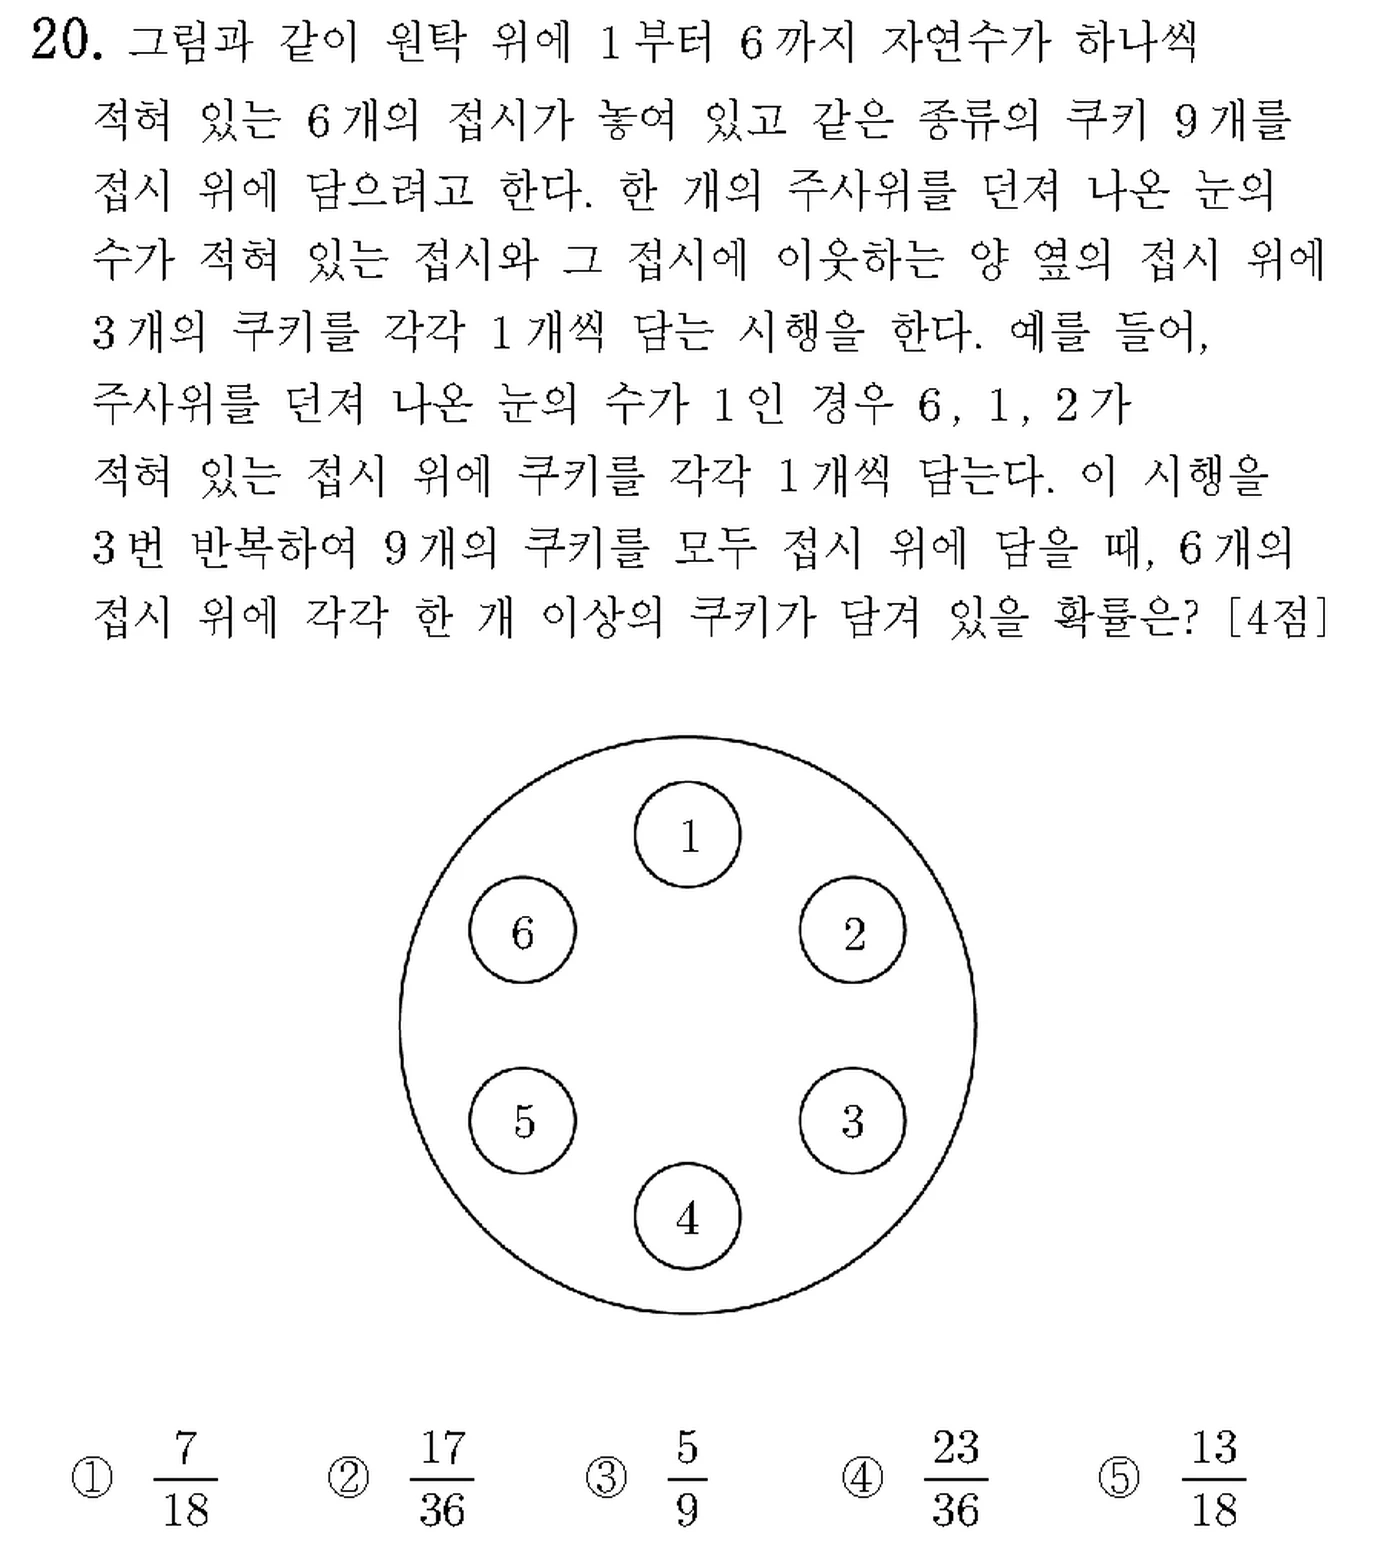 20. 그림과 같이 원탁 위에 1부터 6까지 자연수가 하나씩
적혀 있는 6개의 접시가 놓여 있고 같은 종류의 쿠키 9개를
접시 위에 담으려고 한다. 한 개의 주사위를 던져 나온 눈의
수가 적혀 있는 접시와 그 접시에 이웃하는 양 옆의 접시 위에
3개의 쿠키를 각각 1개씩 담는 시행을 한다. 예를 들어,
주사위를 던져 나온 눈의 수가 1인 경우 6, 1, 2가
적혀 있는 접시 위에 쿠키를 각각 1개씩 담는다. 이 시행을
3번 반복하여 9개의 쿠키를 모두 접시 위에 담을 때, 6개의
접시 위에 각각 한 개 이상의 쿠키가 담겨 있을 확률은? [4점]
1
6 2
5 3
4
① 7/18 ② 17/36 ③ 5/9 ④ 23/36 ⑤ 13/18